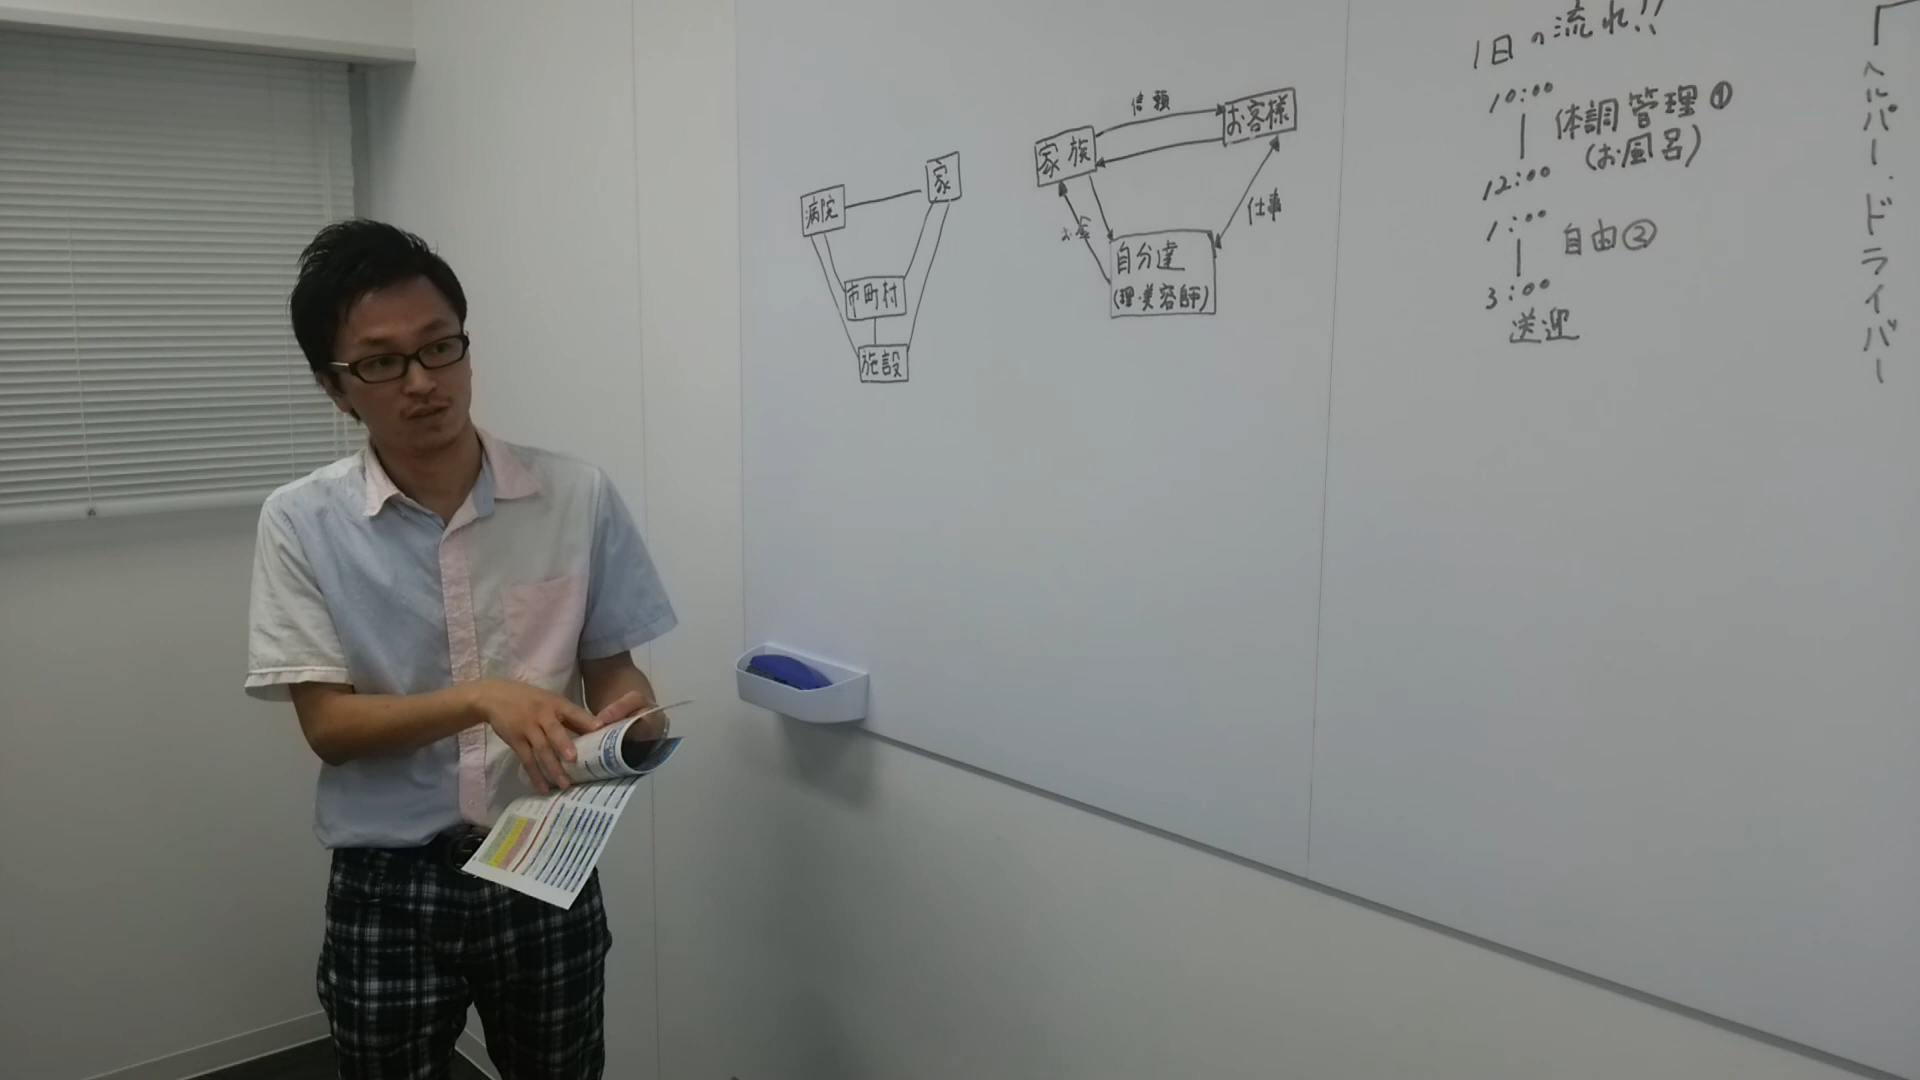 病院
家
市町村
施設
信頼
お客様
家族
仕事
お金
自分達
(理・美容師)
1日の流れ!!
10:00
体調管理①
(お風呂)
12:00
1:00
自由②
3:00
送迎
ヘルパー・ドライバー